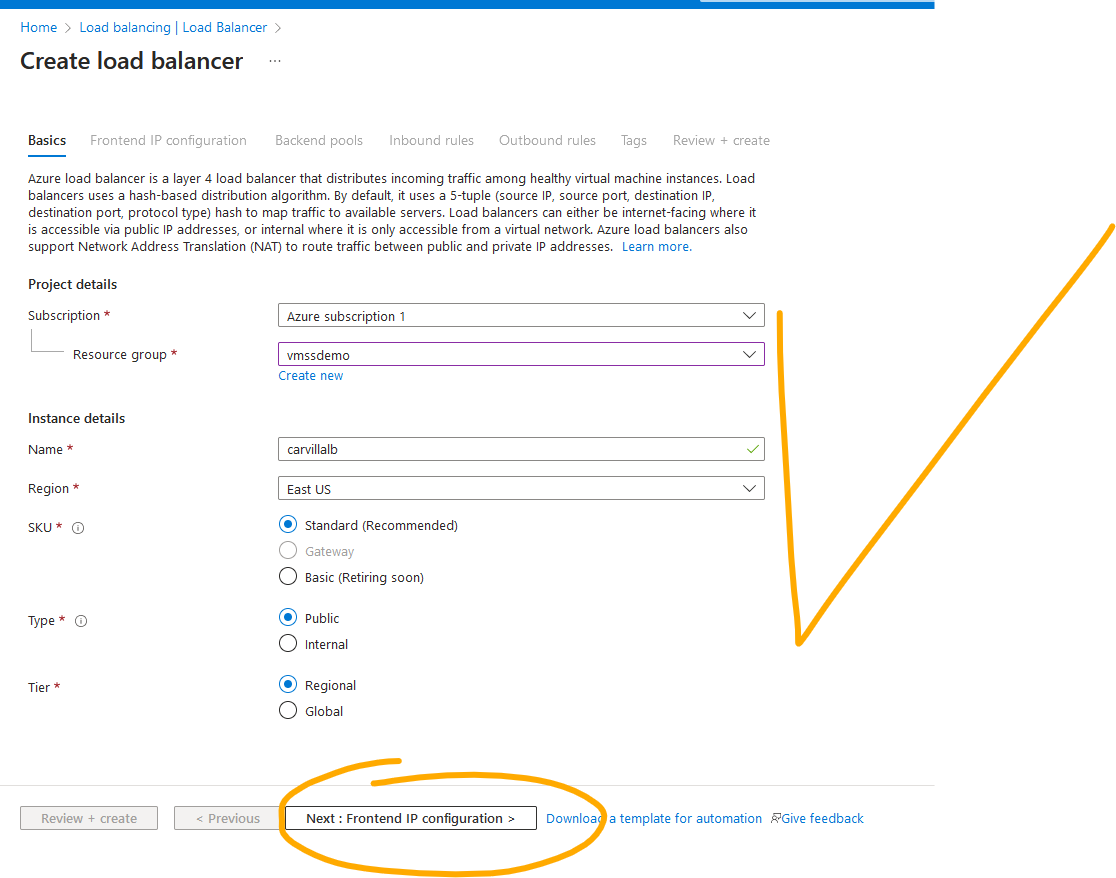 Home > Load balancing | Load Balancer >
Create load balancer ...
Basics Frontend IP configuration Backend pools Inbound rules Outbound rules Tags Review + create
Azure load balancer is a layer 4 load balancer that distributes incoming traffic among healthy virtual machine instances. Load
balancers uses a hash-based distribution algorithm. By default, it uses a 5-tuple (source IP, source port, destination IP,
destination port, protocol type) hash to map traffic to available servers. Load balancers can either be internet-facing where it
is accessible via public IP addresses, or internal where it is only accessible from a virtual network. Azure load balancers also
support Network Address Translation (NAT) to route traffic between public and private IP addresses. Learn more.
Project details
Subscription * Azure subscription 1
Resource group * vmssdemo
Create new
Instance details
Name * carvillalb
Region * East US
SKU * Standard (Recommended)
Gateway
Basic (Retiring soon)
Type * Public
Internal
Tier * Regional
Global
Review + create < Previous Next : Frontend IP configuration > Download a template for automation Give feedback